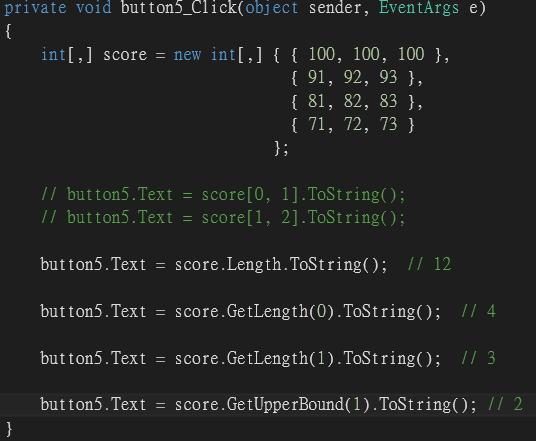 private void button5_Click(object sender, EventArgs e)
{
int[,] score = new int[,] { { 100, 100, 100 },
{ 91, 92, 93 },
{ 81, 82, 83 },
{ 71, 72, 73 }
};
// button5.Text = score[0, 1].ToString();
// button5.Text = score[1, 2].ToString();
button5.Text = score.Length.ToString(); // 12
button5.Text = score.GetLength(0).ToString(); // 4
button5.Text = score.GetLength(1).ToString(); // 3
button5.Text = score.GetUpperBound(1).ToString(); // 2
}